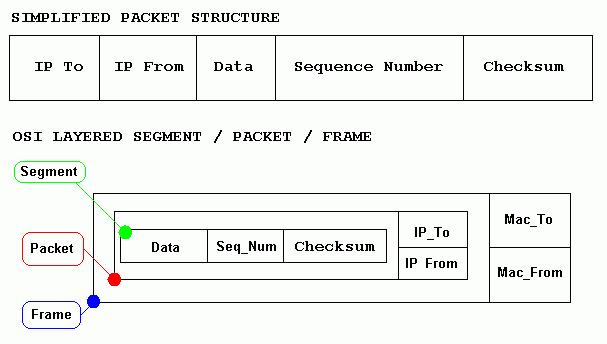 SIMPLIFIED PACKET STRUCTURE
IP To IP From Data Sequence Number Checksum
OSI LAYERED SEGMENT / PACKET / FRAME
Segment
Packet
Frame
Data Seq_Num Checksum
IP_To
IP From
Mac_To
Mac_From